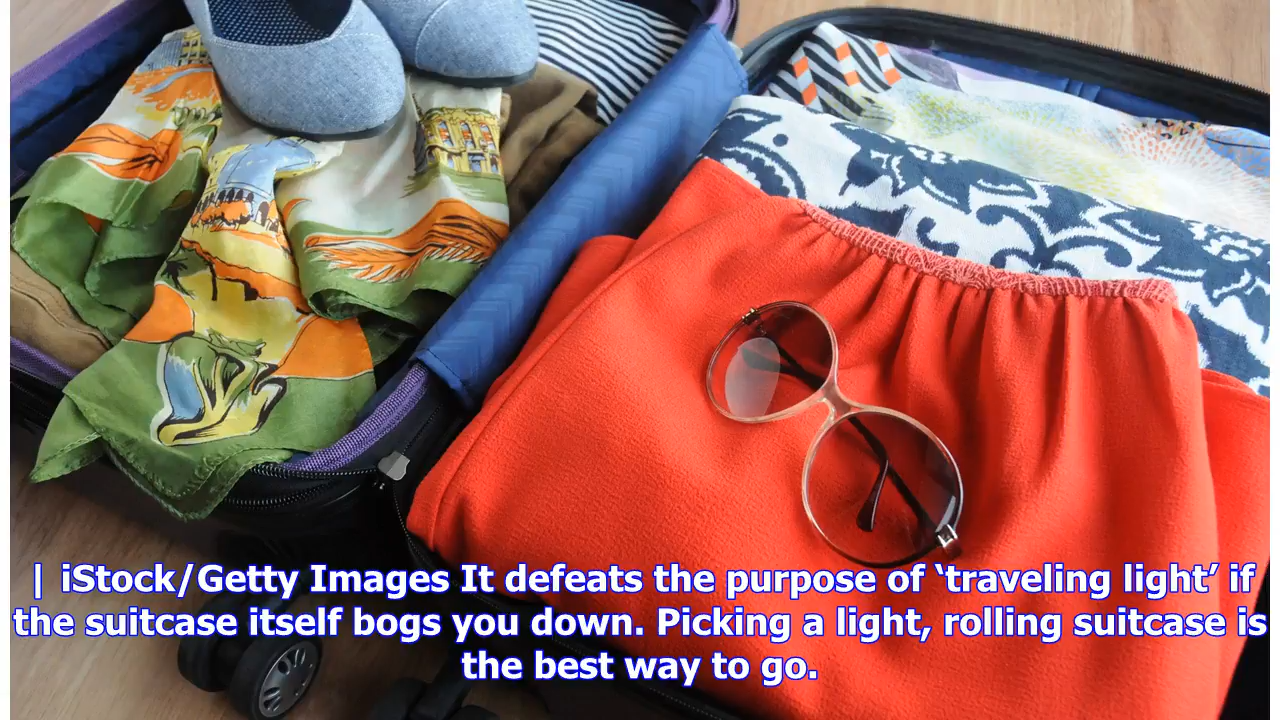 | iStock/Getty Images It defeats the purpose of ‘traveling light’ if
the suitcase itself bogs you down. Picking a light, rolling suitcase is
the best way to go.